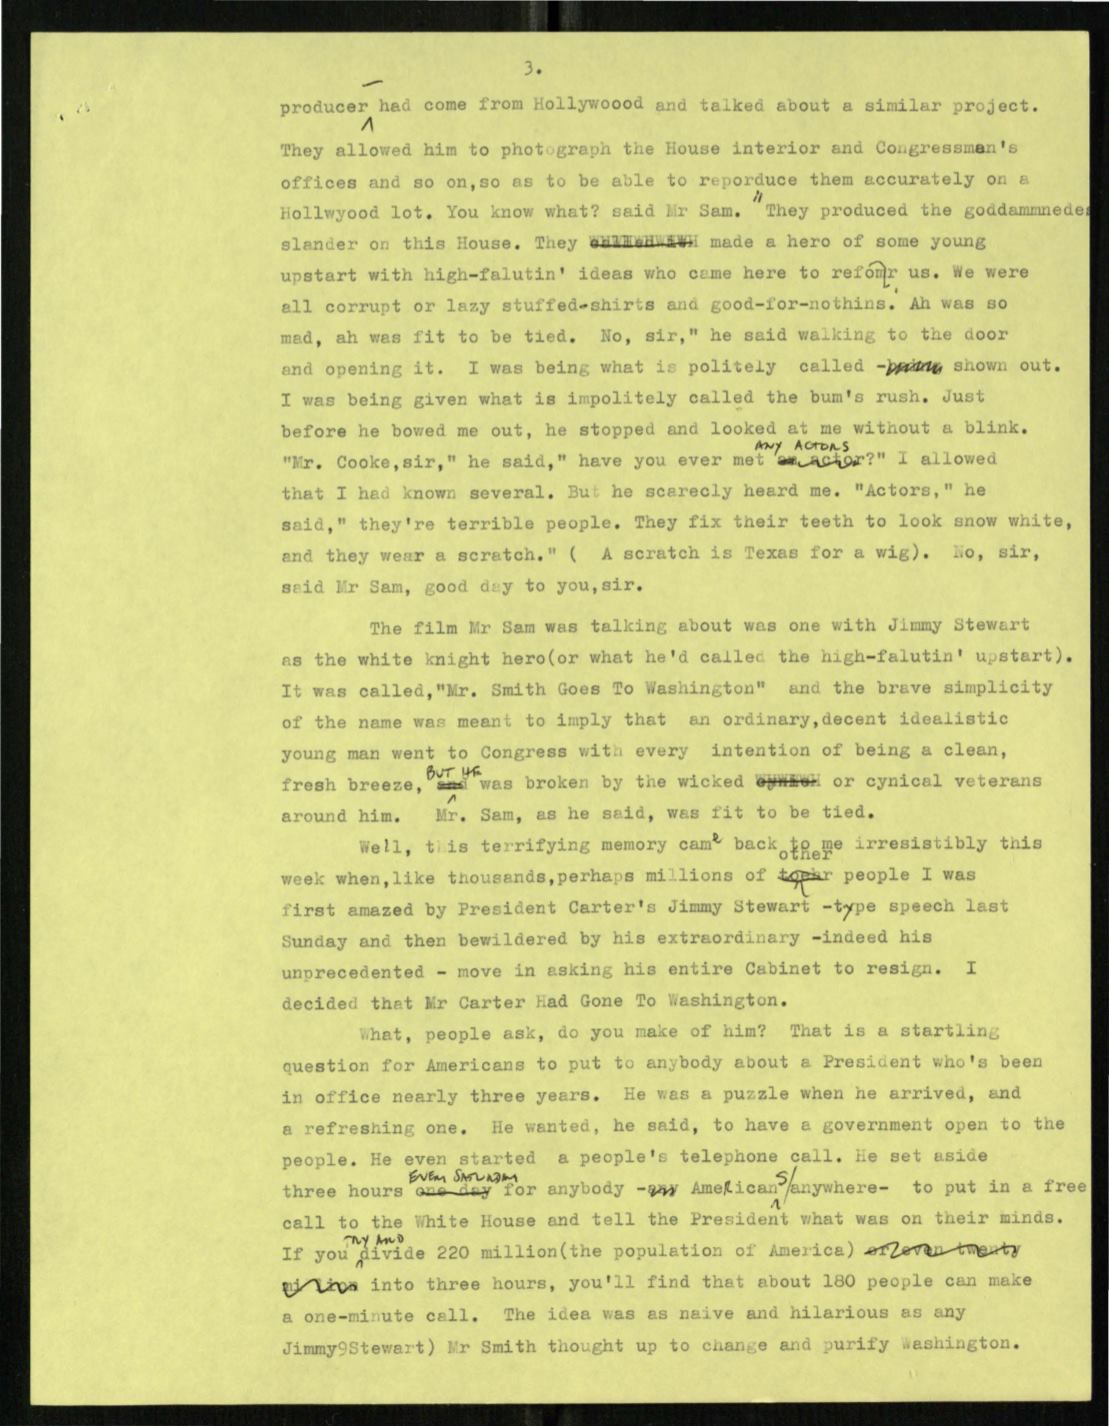 3.
producer – had come from Hollywoood and talked about a similar project.
They allowed him to photograph the House interior and Congressman's
offices and so on,so as to be able to reporduce them accurately on a
Hollwyood lot. You know what? said Mr Sam. "They produced the goddammnedes
slander on this House. They made a hero of some young
upstart with high-falutin' ideas who came here to refomr us. We were
all corrupt or lazy stuffed-shirts and good-for-nothins.' Ah was so
mad, ah was fit to be tied. No, sir," he said walking to the door
and opening it. I was being what is politely called - shown out.
I was being given what is impolitely called the bum's rush. Just
before he bowed me out, he stopped and looked at me without a blink.
ANY ACTORS
"Mr. Cooke,sir," he said," have you ever met an actor?" I allowed
that I had known several. But he scarecly heard me. "Actors," he
said," they're terrible people. They fix their teeth to look snow white,
and they wear a scratch." ( A scratch is Texas for a wig). No, sir,
said Mr Sam, good day to you,sir.
The film Mr Sam was talking about was one with Jimmy Stewart
as the white knight hero(or what he'd called the high-falutin' upstart).
It was called,"Mr. Smith Goes To Washington" and the brave simplicity
of the name was meant to imply that an ordinary,decent idealistic
young man went to Congress with every intention of being a clean,
BUT HE
fresh breeze, and was broken by the wicked or cynical veterans
around him. Mr. Sam, as he said, was fit to be tied.
Well, this terrifying memory came back to me irresistibly this
other
week when,like thousands,perhaps millions of toehr people I was
first amazed by President Carter's Jimmy Stewart -type speech last
Sunday and then bewildered by his extraordinary -indeed his
unprecedented - move in asking his entire Cabinet to resign. I
decided that Mr Carter Had Gone To Washington.
What, people ask, do you make of him? That is a startling
question for Americans to put to anybody about a President who's been
in office nearly three years. He was a puzzle when he arrived, and
a refreshing one. He wanted, he said, to have a government open to the
people. He even started a people's telephone call. He set aside
EVERY SATURDAY
three hours one day for anybody -any Americans/anywhere- to put in a free
call to the White House and tell the President what was on their minds.
TRY AND
If you divide 220 million(the population of America) or even twenty
million into three hours, you'll find that about 180 people can make
a one-minute call. The idea was as naive and hilarious as any
Jimmy9Stewart) Mr Smith thought up to change and purify Washington.